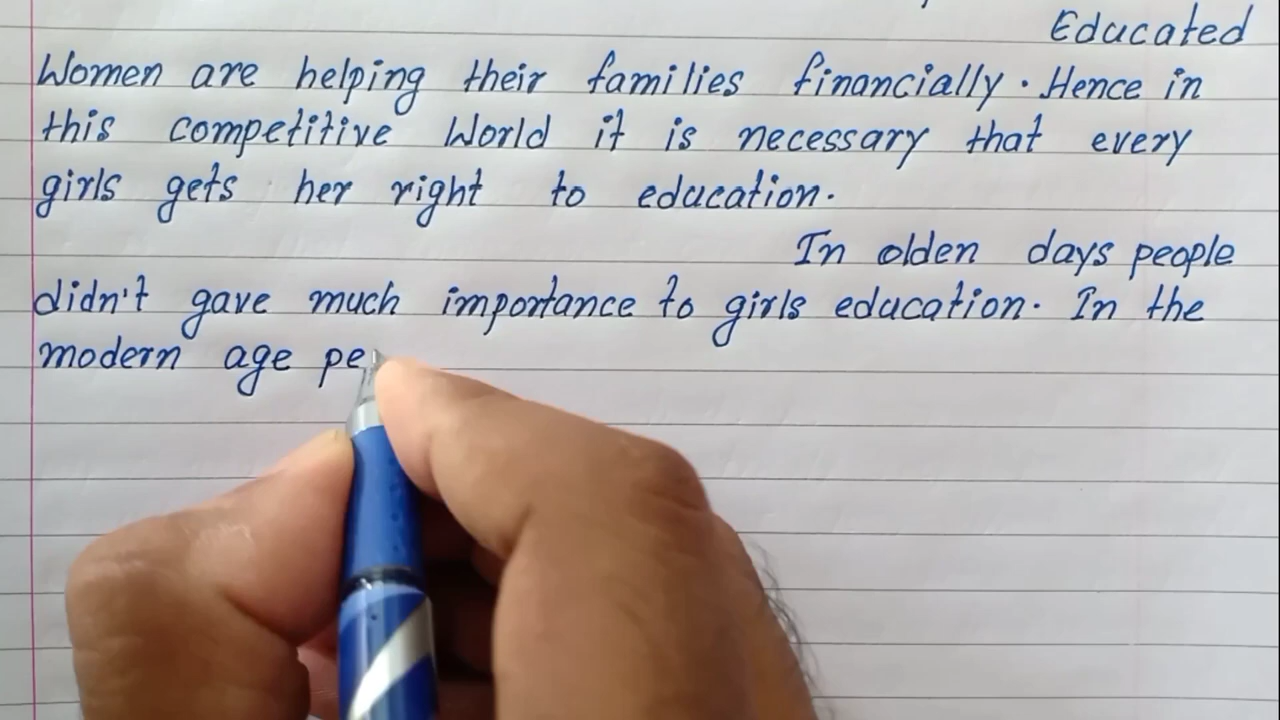 Educated
Women are helping their families financially. Hence in
this competitive World it is necessary that every
girls gets her right to education.
In olden days people
didn't gave much importance to girls education. In the
modern age pe